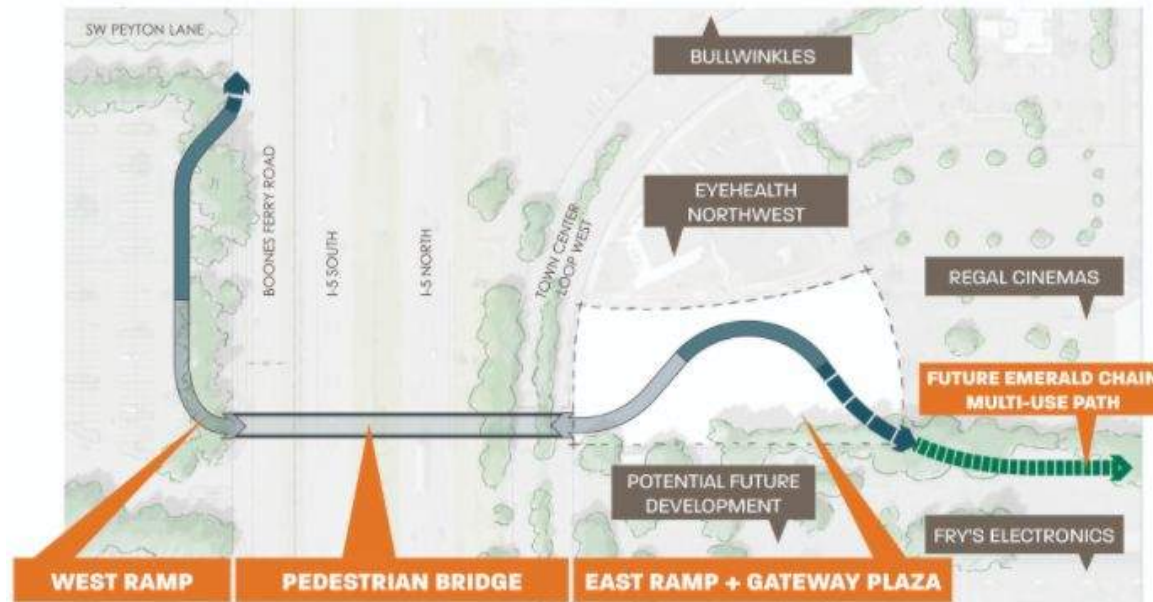 SW PEYTON LANE
BULLWINKLES
EYEHEALTH
NORTHWEST
BOONES FERRY ROAD
I-5 SOUTH
I-5 NORTH
TOWN CENTER
LOOP WEST
REGAL CINEMAS
FUTURE EMERALD CHAIN
MULTI-USE PATH
POTENTIAL FUTURE
DEVELOPMENT
FRY'S ELECTRONICS
WEST RAMP
PEDESTRIAN BRIDGE
EAST RAMP + GATEWAY PLAZA